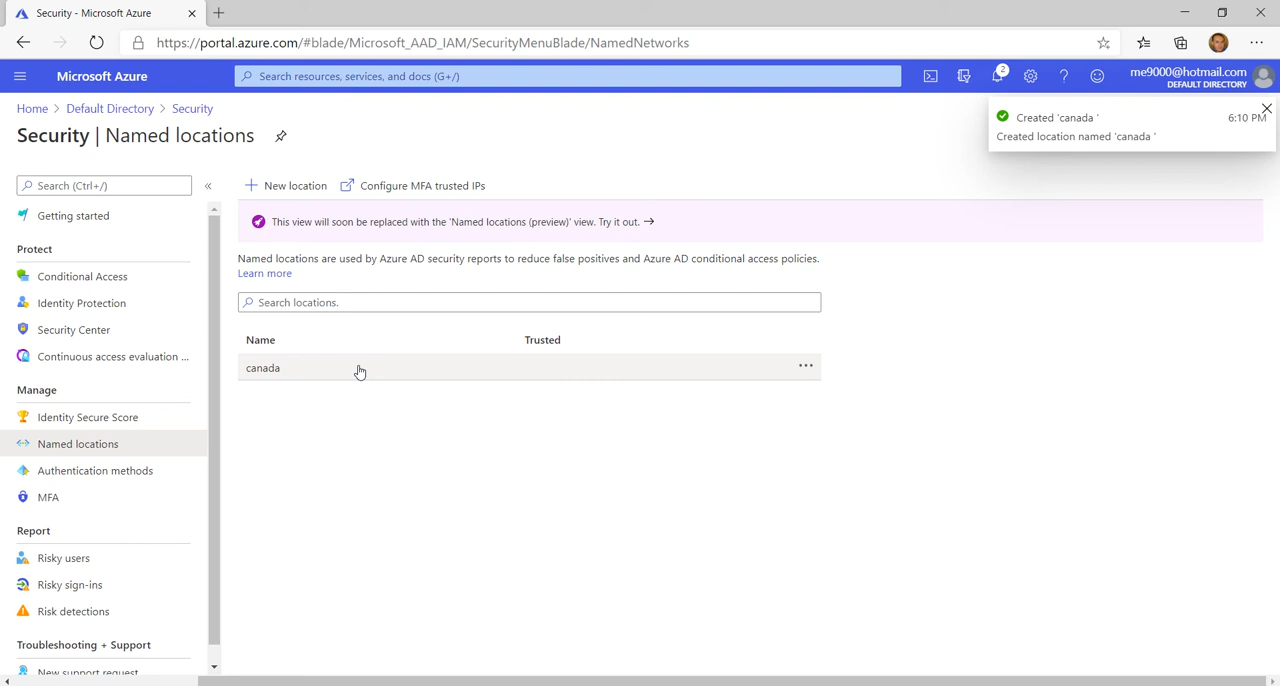 Security - Microsoft Azure
https://portal.azure.com/#blade/Microsoft_AAD_IAM/SecurityMenuBlade/NamedNetworks
Microsoft Azure
Search resources, services, and docs (G+/)
2
me9000@hotmail.com
DEFAULT DIRECTORY
Home > Default Directory > Security
Security | Named locations
Created 'canada '
6:10 PM
Created location named 'canada '
Search (Ctrl+/)
«
Getting started
Protect
Conditional Access
Identity Protection
Security Center
Continuous access evaluation ...
Manage
Identity Secure Score
Named locations
Authentication methods
MFA
Report
Risky users
Risky sign-ins
Risk detections
Troubleshooting + Support
New support request
New location
Configure MFA trusted IPs
This view will soon be replaced with the 'Named locations (preview)' view. Try it out. →
Named locations are used by Azure AD security reports to reduce false positives and Azure AD conditional access policies.
Learn more
Search locations.
Name Trusted
canada